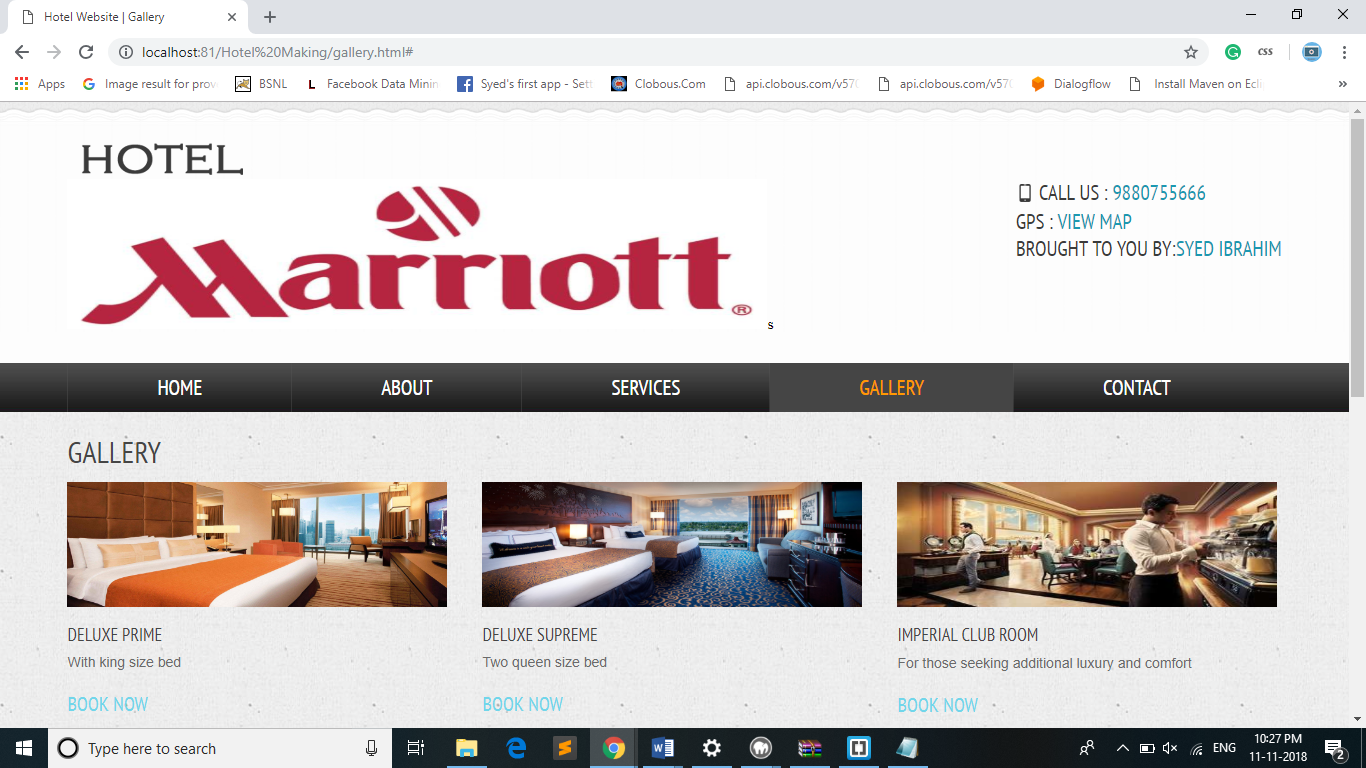 Hotel Website | Gallery
localhost:81/Hotel%20Making/gallery.html#
css
Apps
Image result for prov
BSNL
L Facebook Data Minin
Syed's first app - Sett
Clobous.Com
api.clobous.com/v570
api.clobous.com/v570
Dialogflow
Install Maven on Ecli
»
HOTEL
Marriott ®
s
CALL US : 9880755666
GPS : VIEW MAP
BROUGHT TO YOU BY:SYED IBRAHIM
HOME
ABOUT
SERVICES
GALLERY
CONTACT
GALLERY
DELUXE PRIME
With king size bed
BOOK NOW
DELUXE SUPREME
Two queen size bed
BOOK NOW
IMPERIAL CLUB ROOM
For those seeking additional luxury and comfort
BOOK NOW
Type here to search
ENG
10:27 PM
11-11-2018
2